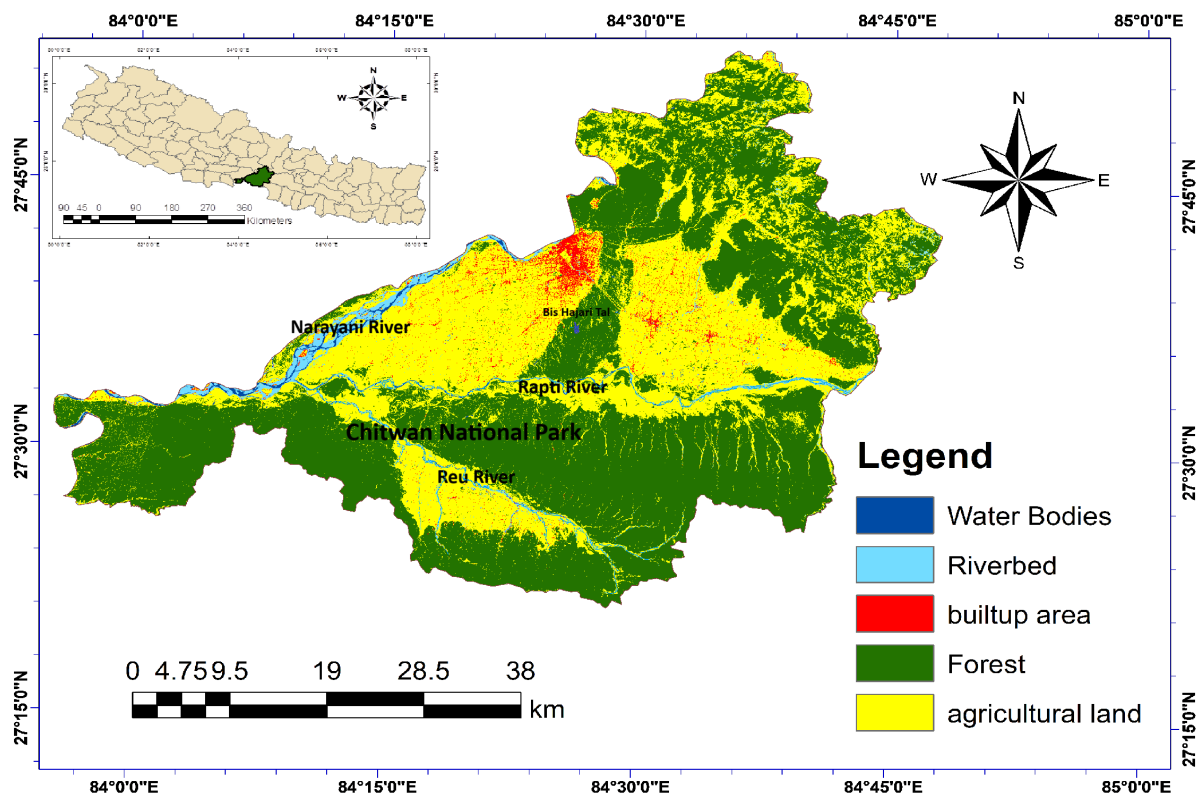 84°0'0"E 84°15'0"E 84°30'0"E 84°45'0"E 85°0'0"E
N
W E
S
90 45 0 90 180 270 360
Kilometers
N
W E
S
27°45'0"N
27°45'0"N
Bis Hajari Tal
Narayani River
Rapti River
Chitwan National Park
27°30'0"N
27°30'0"N
Reu River
Legend
Water Bodies
Riverbed
builtup area
Forest
agricultural land
0 4.75 9.5 19 28.5 38
km
27°15'0"N
27°15'0"N
84°0'0"E 84°15'0"E 84°30'0"E 84°45'0"E 85°0'0"E